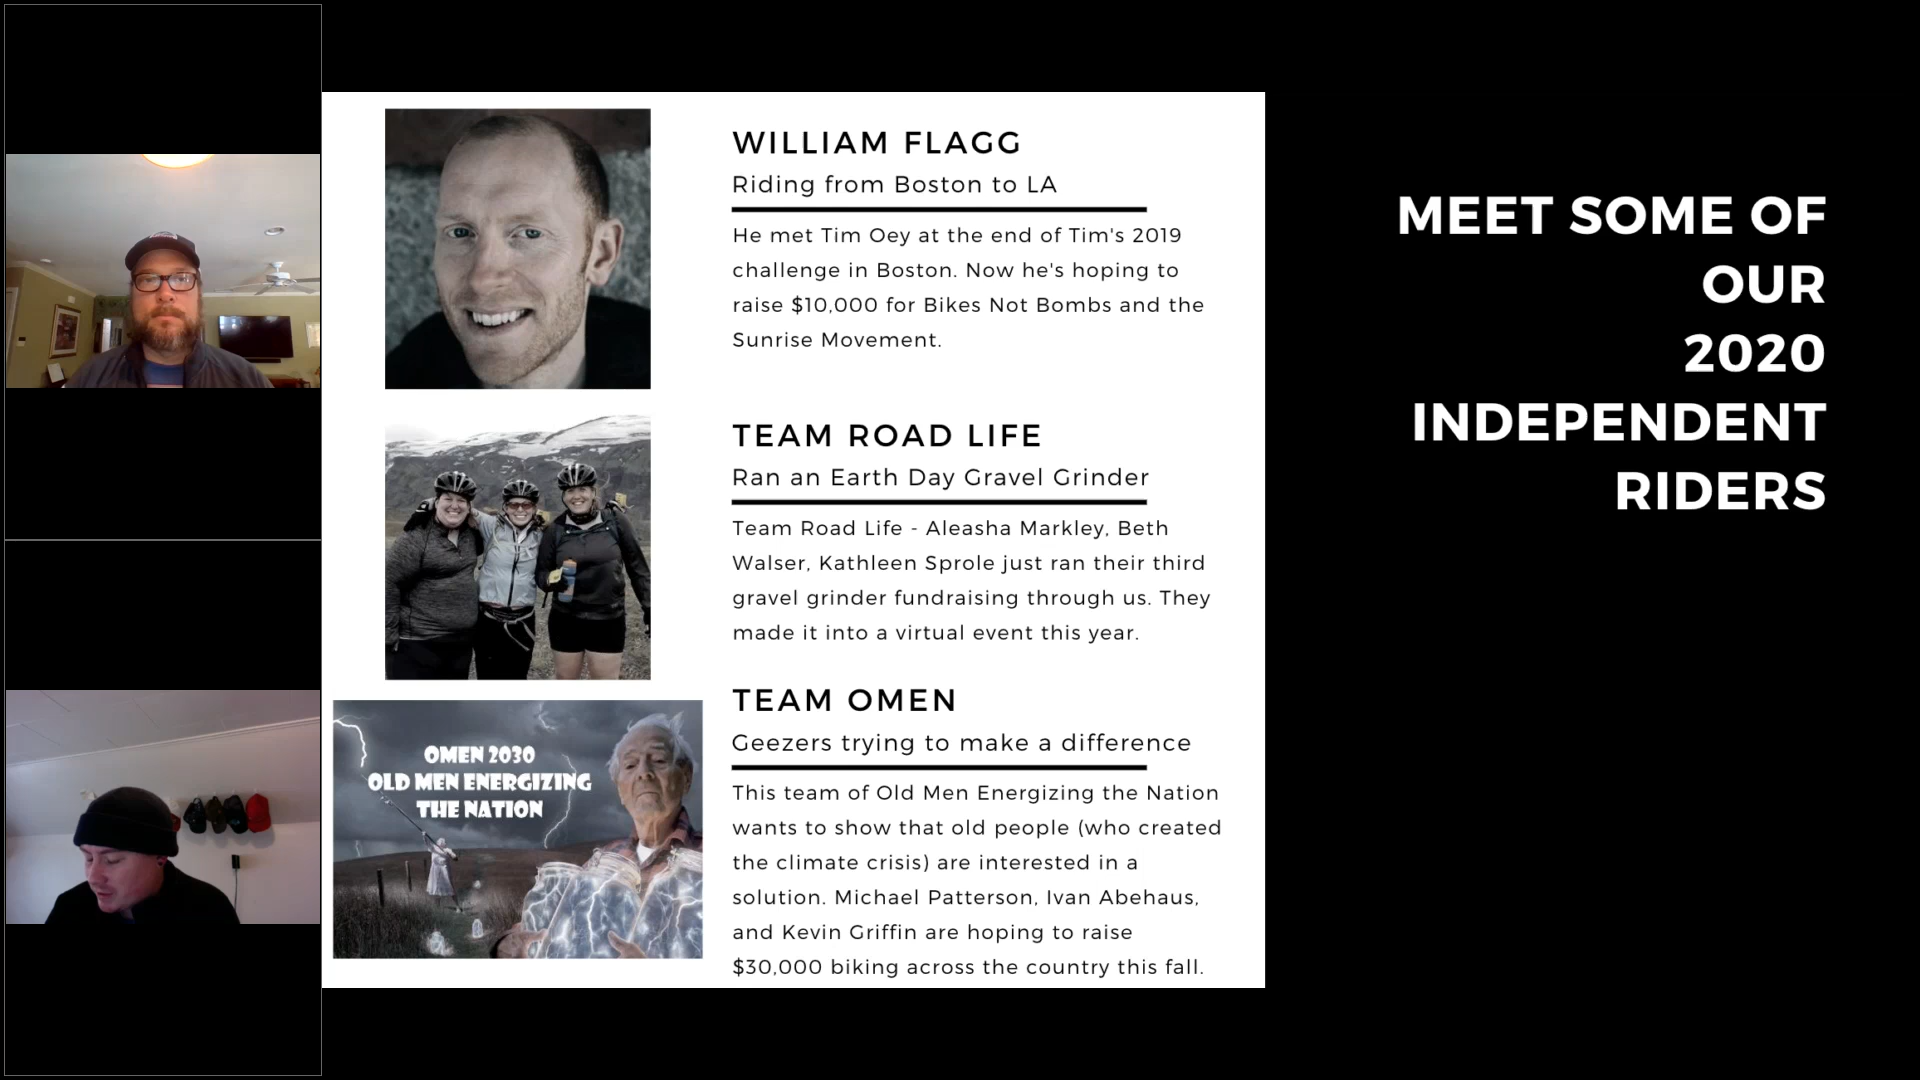 WILLIAM FLAGG
Riding from Boston to LA
He met Tim Oey at the end of Tim's 2019
challenge in Boston. Now he's hoping to
raise $10,000 for Bikes Not Bombs and the
Sunrise Movement.
TEAM ROAD LIFE
Ran an Earth Day Gravel Grinder
Team Road Life - Aleasha Markley, Beth
Walser, Kathleen Sprole just ran their third
gravel grinder fundraising through us. They
made it into a virtual event this year.
OMEN 2030
OLD MEN ENERGIZING
THE NATION
TEAM OMEN
Geezers trying to make a difference
This team of Old Men Energizing the Nation
wants to show that old people (who created
the climate crisis) are interested in a
solution. Michael Patterson, Ivan Abehaus,
and Kevin Griffin are hoping to raise
$30,000 biking across the country this fall.
MEET SOME OF
OUR
2020
INDEPENDENT
RIDERS